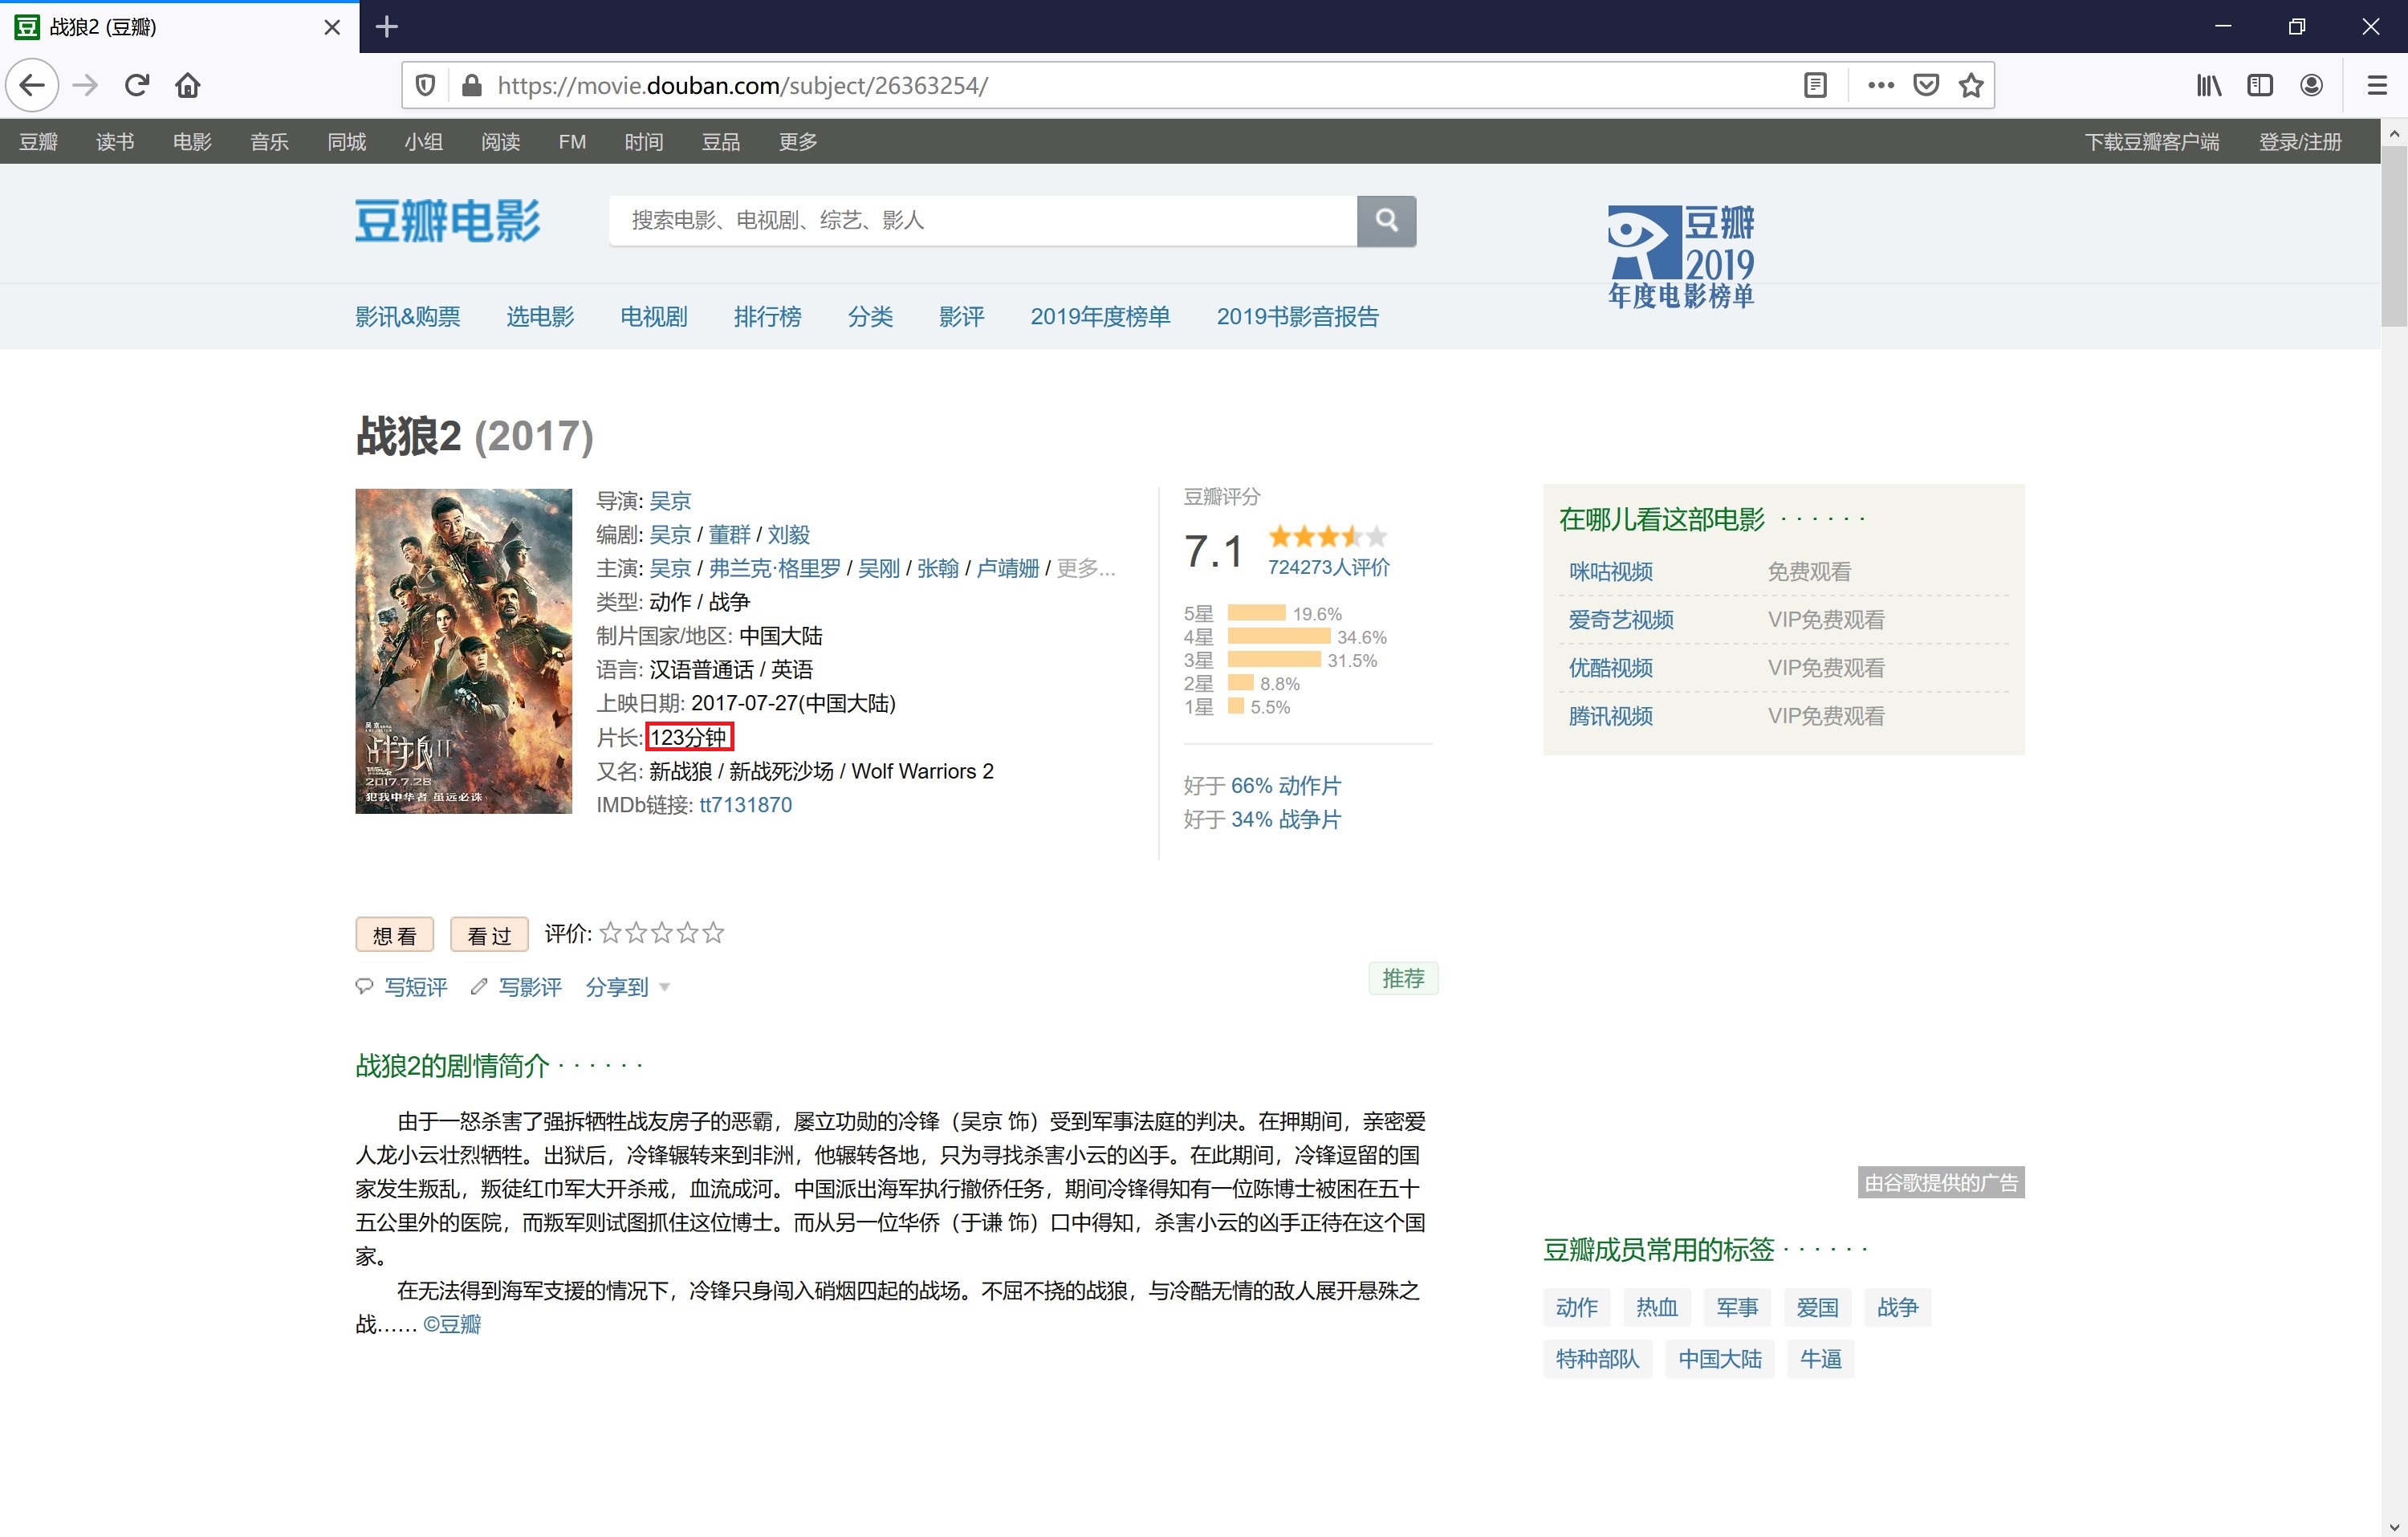 战狼2 (豆瓣)
https://movie.douban.com/subject/26363254/
豆瓣 读书 电影 音乐 同城 小组 阅读 FM 时间 豆品 更多 下载豆瓣客户端 登录/注册
豆瓣电影
搜索电影、电视剧、综艺、影人
豆瓣
2019
年度电影榜单
影讯&购票 选电影 电视剧 排行榜 分类 影评 2019年度榜单 2019书影音报告
战狼2 (2017)
吴京
战狼II
2017.7.28
犯我中华者 虽远必诛
导演: 吴京
编剧: 吴京 / 董群 / 刘毅
主演: 吴京 / 弗兰克·格里罗 / 吴刚 / 张翰 / 卢靖姗 / 更多...
类型: 动作 / 战争
制片国家/地区: 中国大陆
语言: 汉语普通话 / 英语
上映日期: 2017-07-27(中国大陆)
片长: 123分钟
又名: 新战狼 / 新战死沙场 / Wolf Warriors 2
IMDb链接: tt7131870
豆瓣评分
7.1
724273人评价
5星 19.6%
4星 34.6%
3星 31.5%
2星 8.8%
1星 5.5%
好于 66% 动作片
好于 34% 战争片
在哪儿看这部电影 · · · · · ·
咪咕视频 免费观看
爱奇艺视频 VIP免费观看
优酷视频 VIP免费观看
腾讯视频 VIP免费观看
想看 看过 评价:
写短评 写影评 分享到
推荐
战狼2的剧情简介 · · · · · ·
由于一怒杀害了强拆牺牲战友房子的恶霸，屡立功勋的冷锋（吴京 饰）受到军事法庭的判决。在押期间，亲密爱
人龙小云壮烈牺牲。出狱后，冷锋辗转来到非洲，他辗转各地，只为寻找杀害小云的凶手。在此期间，冷锋逗留的国
家发生叛乱，叛徒红巾军大开杀戒，血流成河。中国派出海军执行撤侨任务，期间冷锋得知有一位陈博士被困在五十
五公里外的医院，而叛军则试图抓住这位博士。而从另一位华侨（于谦 饰）口中得知，杀害小云的凶手正待在这个国
家。
在无法得到海军支援的情况下，冷锋只身闯入硝烟四起的战场。不屈不挠的战狼，与冷酷无情的敌人展开悬殊之
战…… ©豆瓣
由谷歌提供的广告
豆瓣成员常用的标签 · · · · · ·
动作 热血 军事 爱国 战争
特种部队 中国大陆 牛逼